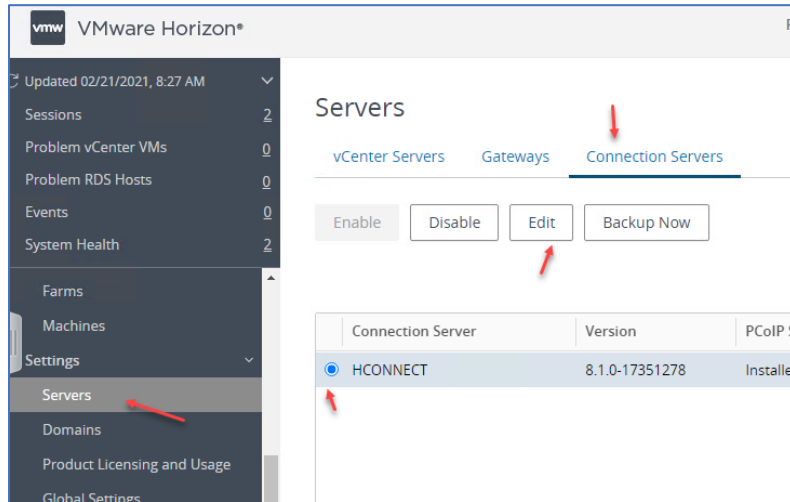 vmw VMware Horizon®
Updated 02/21/2021, 8:27 AM
Sessions 2
Problem vCenter VMs 0
Problem RDS Hosts 0
Events 0
System Health 2
Farms
Machines
Settings
Servers
Domains
Product Licensing and Usage
Global Settings
Servers
vCenter Servers Gateways Connection Servers
Enable Disable Edit Backup Now
Connection Server Version PCoIP
HCONNECT 8.1.0-17351278